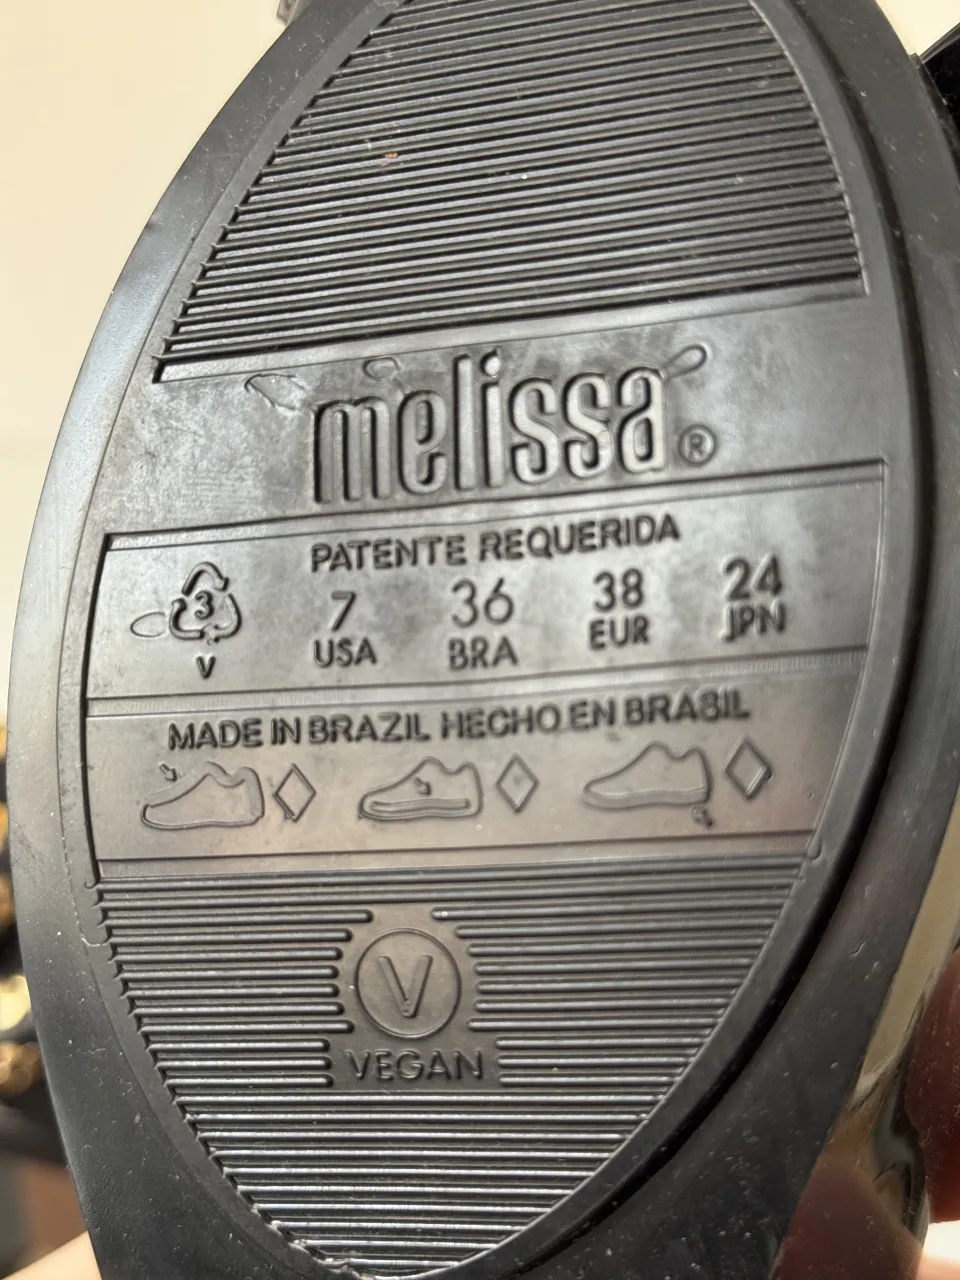 melissa®
PATENTE REQUERIDA
3 7 36 38 24
V USA BRA EUR JPN
MADE IN BRAZIL HECHO EN BRASIL
V
VEGAN